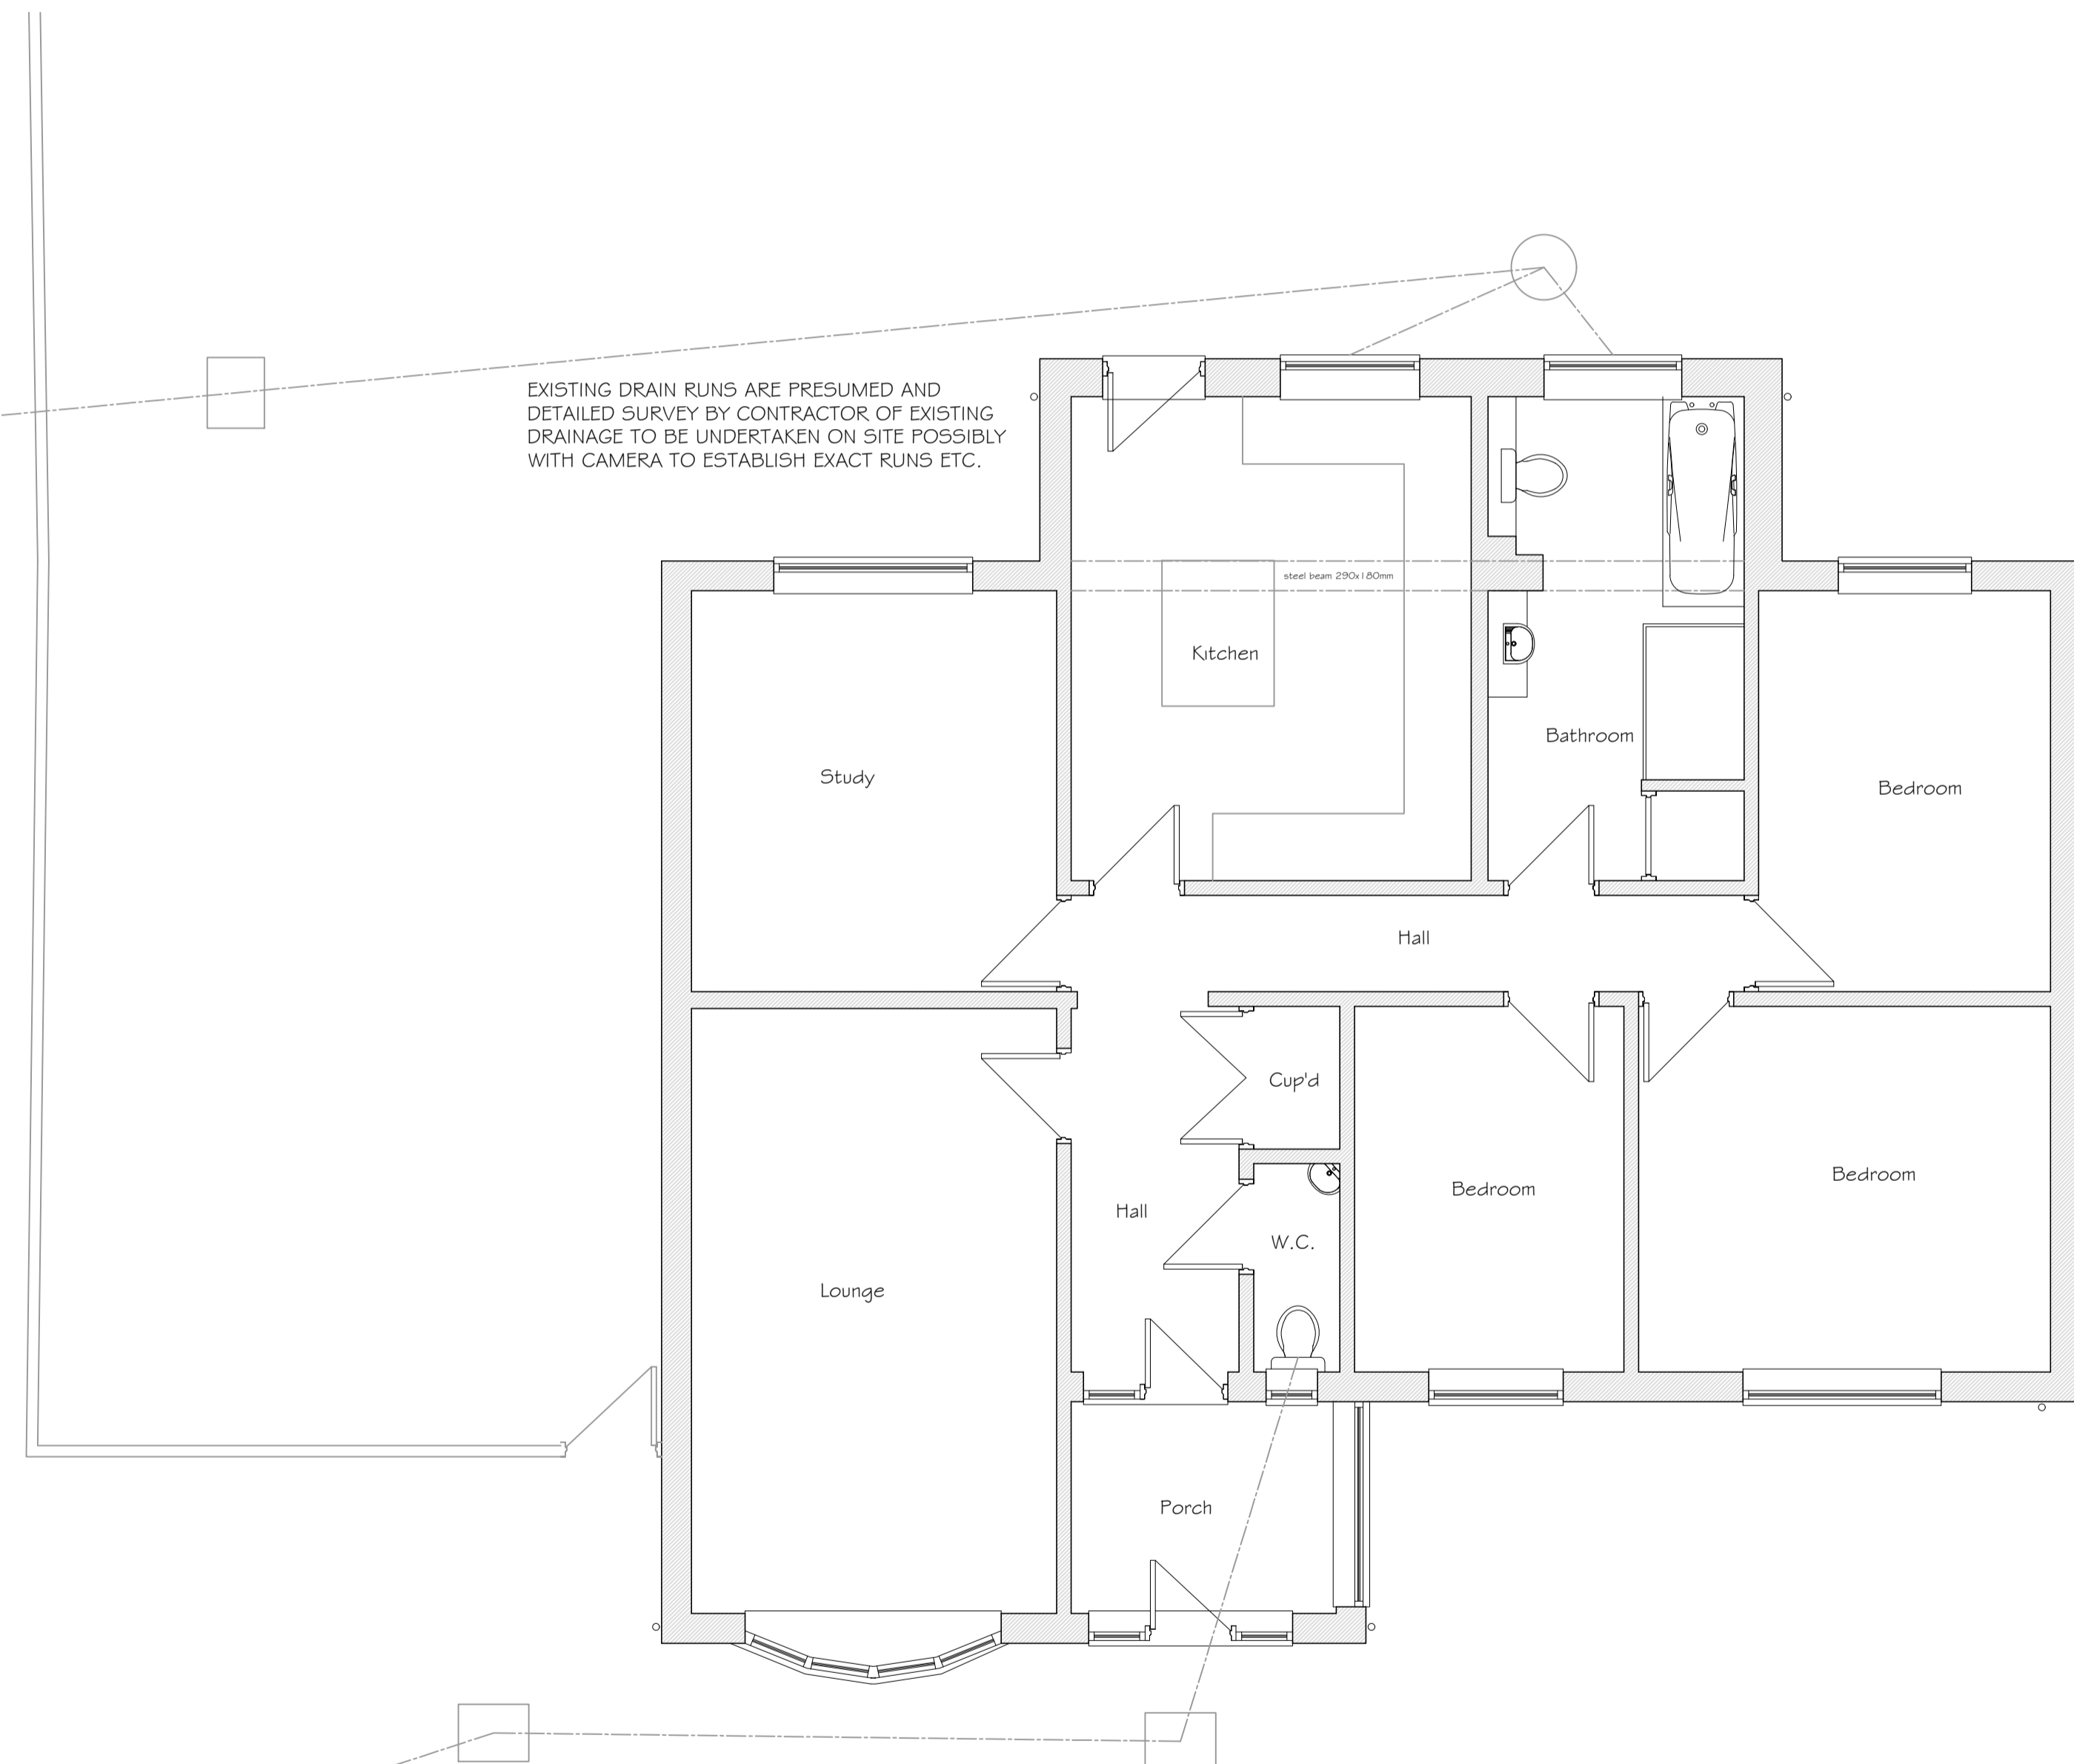 EXISTING DRAIN RUNS ARE PRESUMED AND
DETAILED SURVEY BY CONTRACTOR OF EXISTING
DRAINAGE TO BE UNDERTAKEN ON SITE POSSIBLY
WITH CAMERA TO ESTABLISH EXACT RUNS ETC.
steel beam 290x180mm
Kitchen
Bathroom
Study
Bedroom
Hall
Cup'd
Bedroom
Bedroom
Hall
W.C.
Lounge
Porch